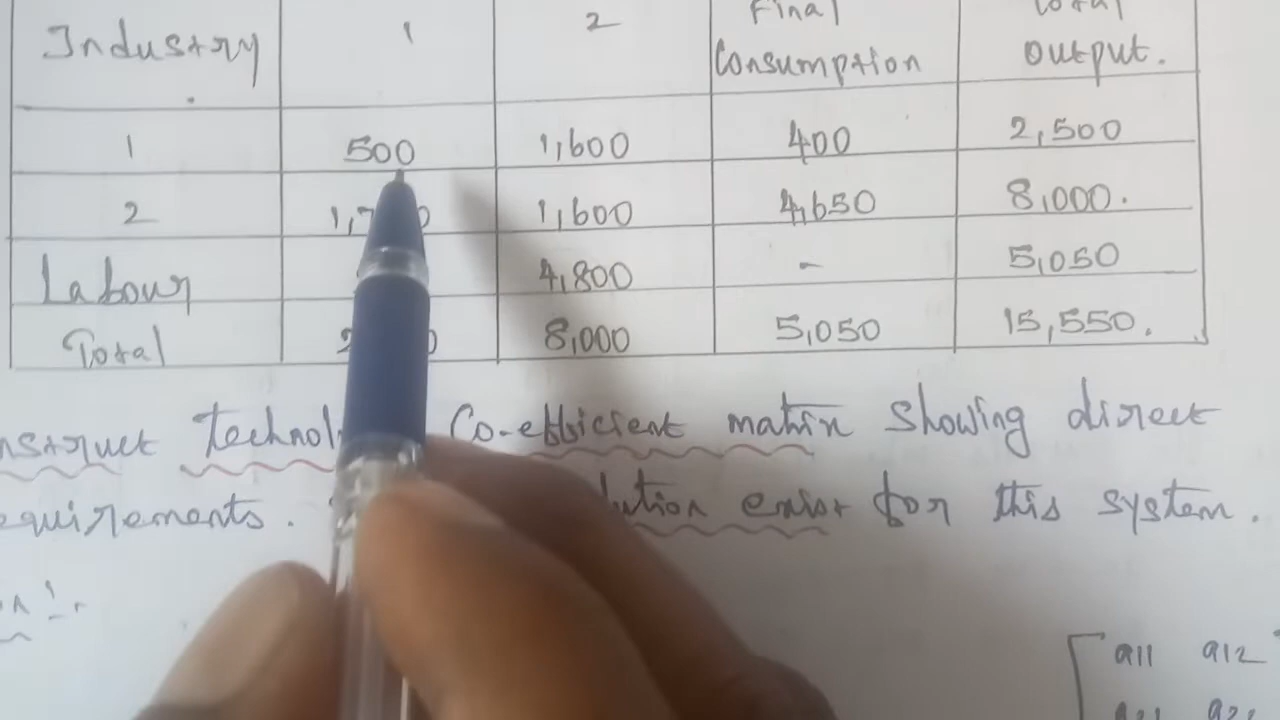 Industry 1 2 Final Consumption Total output.
1 500 1,600 400 2,500
2 1,600 4,650 8,000.
Labour 4,800 - 5,050
Total 8,000 5,050 15,550.
Co-efficient matrix showing direct
exist for this system.
a11 a12